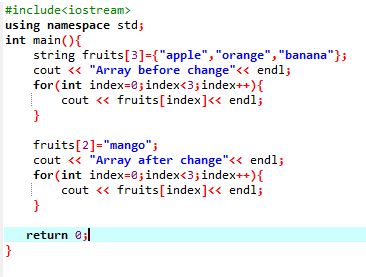 #include<iostream>
using namespace std;
int main(){
    string fruits[3]={"apple","orange","banana"};
    cout << "Array before change"<< endl;
    for(int index=0;index<3;index++){
        cout << fruits[index]<< endl;
    }

    fruits[2]="mango";
    cout << "Array after change"<< endl;
    for(int index=0;index<3;index++){
        cout << fruits[index]<< endl;
    }

   return 0;
}